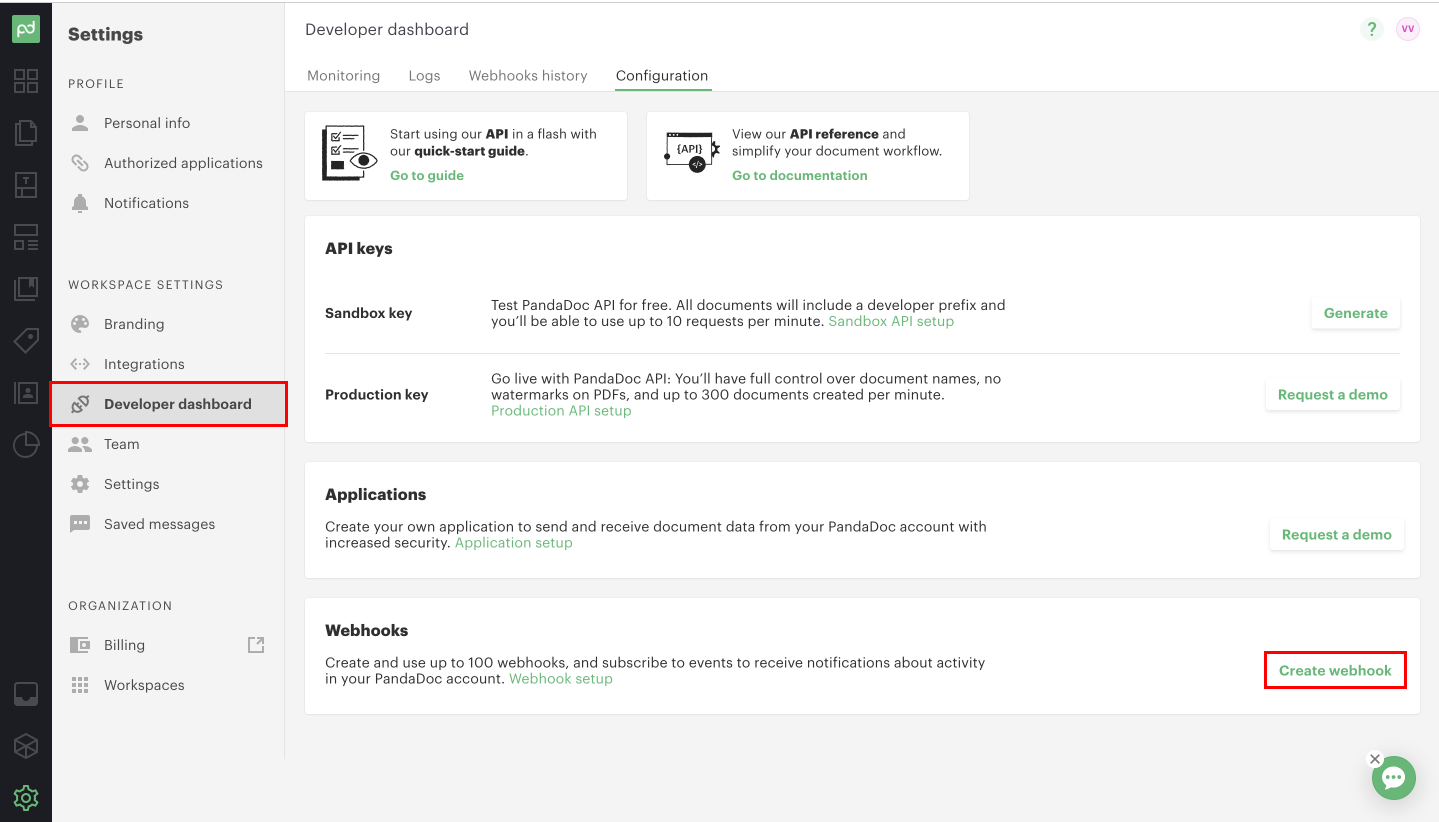 pd
Settings
PROFILE
Personal info
Authorized applications
Notifications
WORKSPACE SETTINGS
Branding
Integrations
Developer dashboard
Team
Settings
Saved messages
ORGANIZATION
Billing
Workspaces
Developer dashboard
?
VV
Monitoring
Logs
Webhooks history
Configuration
Start using our API in a flash with
our quick-start guide.
Go to guide
{API}
</>
View our API reference and
simplify your document workflow.
Go to documentation
API keys
Sandbox key
Test PandaDoc API for free. All documents will include a developer prefix and
you'll be able to use up to 10 requests per minute. Sandbox API setup
Generate
Production key
Go live with PandaDoc API: You'll have full control over document names, no
watermarks on PDFs, and up to 300 documents created per minute.
Production API setup
Request a demo
Applications
Create your own application to send and receive document data from your PandaDoc account with
increased security. Application setup
Request a demo
Webhooks
Create and use up to 100 webhooks, and subscribe to events to receive notifications about activity
in your PandaDoc account. Webhook setup
Create webhook